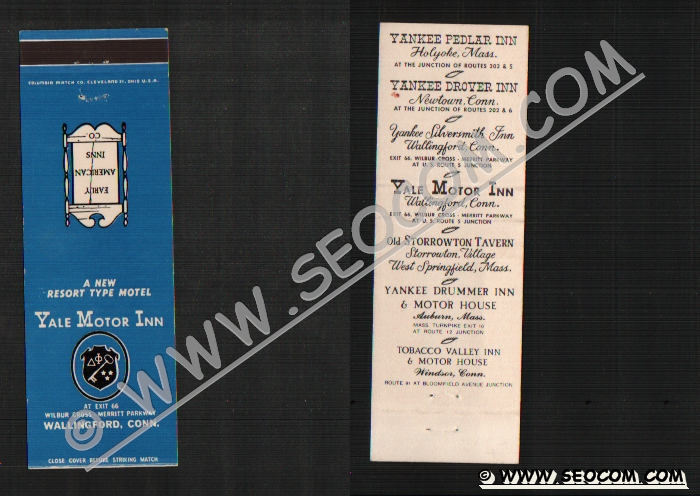 COLUMBIA MATCH CO. CLEVELAND 21, OHIO U.S.A.
EARLY
AMERICAN
INNS
CO
A NEW
RESORT TYPE MOTEL
YALE MOTOR INN
ΔΦΟ
AT EXIT 66
WILBUR CROSS - MERRITT PARKWAY
WALLINGFORD, CONN.
CLOSE COVER BEFORE STRIKING MATCH
YANKEE PEDLAR INN
Holyoke, Mass.
AT THE JUNCTION OF ROUTES 202 & 5
YANKEE DROVER INN
Newtown, Conn.
AT THE JUNCTION OF ROUTES 202 & 6
Yankee Silversmith Inn
Wallingford, Conn.
EXIT 66, WILBUR CROSS - MERRITT PARKWAY
AT U.S. ROUTE 5 JUNCTION
YALE MOTOR INN
Wallingford, Conn.
EXIT 66, WILBUR CROSS - MERRITT PARKWAY
AT U.S. ROUTE 5 JUNCTION
Old STORROWTON TAVERN
Storrowton Village
West Springfield, Mass.
YANKEE DRUMMER INN
& MOTOR HOUSE
Auburn, Mass.
MASS. TURNPIKE EXIT 10
AT ROUTE 12 JUNCTION
TOBACCO VALLEY INN
& MOTOR HOUSE
Windsor, Conn.
ROUTE 91 AT BLOOMFIELD AVENUE JUNCTION
© WWW.SEOCOM.COM
© WWW.SEOCOM.COM